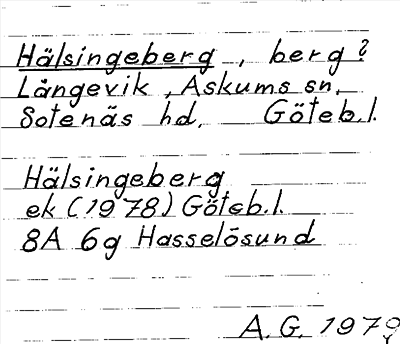 Hälsingeberg, berg?
Långevik, Askums sn.
Sotenäs hd. Göteb.l.
Hälsingeberg
ek (1978) Göteb.l.
8A 6g Hasselösund
A.G. 1979